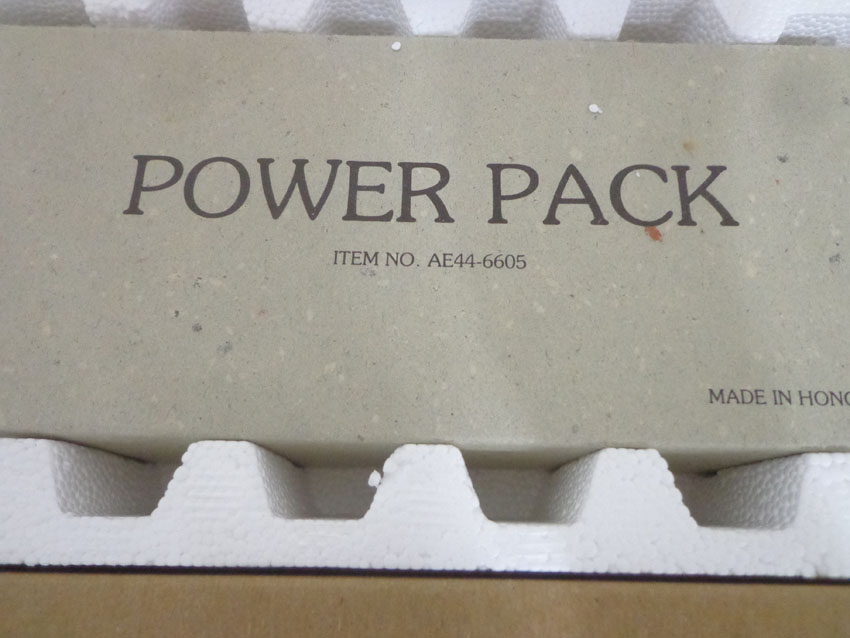 POWER PACK
ITEM NO. AE44-6605
MADE IN HONG